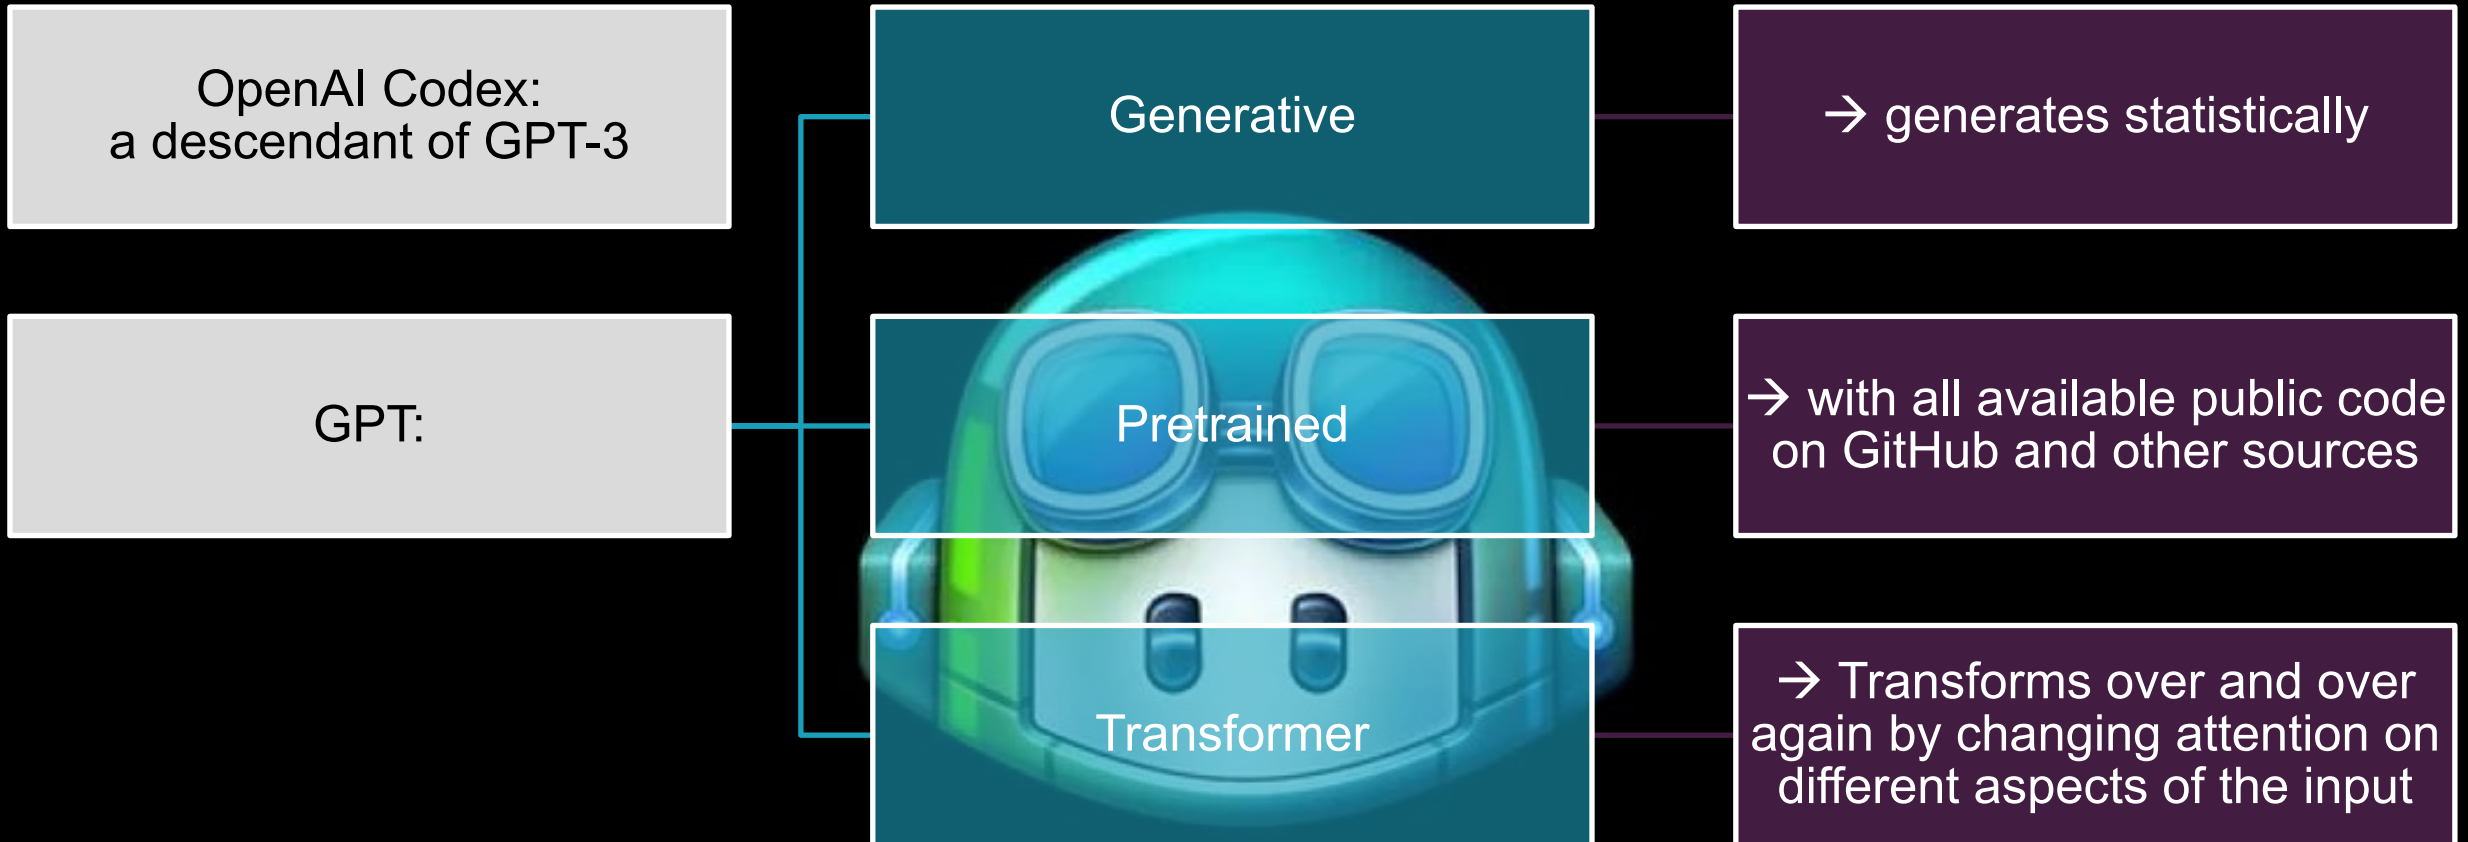 OpenAI Codex:
a descendant of GPT-3
Generative
→ generates statistically
GPT:
Pretrained
→ with all available public code
on GitHub and other sources
Transformer
→ Transforms over and over
again by changing attention on
different aspects of the input